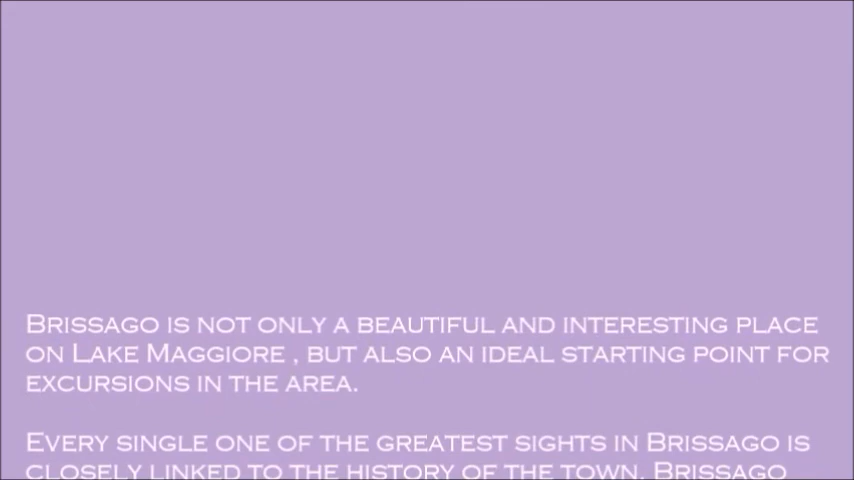 Brissago is not only a beautiful and interesting place
on Lake Maggiore , but also an ideal starting point for
excursions in the area.
Every single one of the greatest sights in Brissago is
closely linked to the history of the town. Brissago